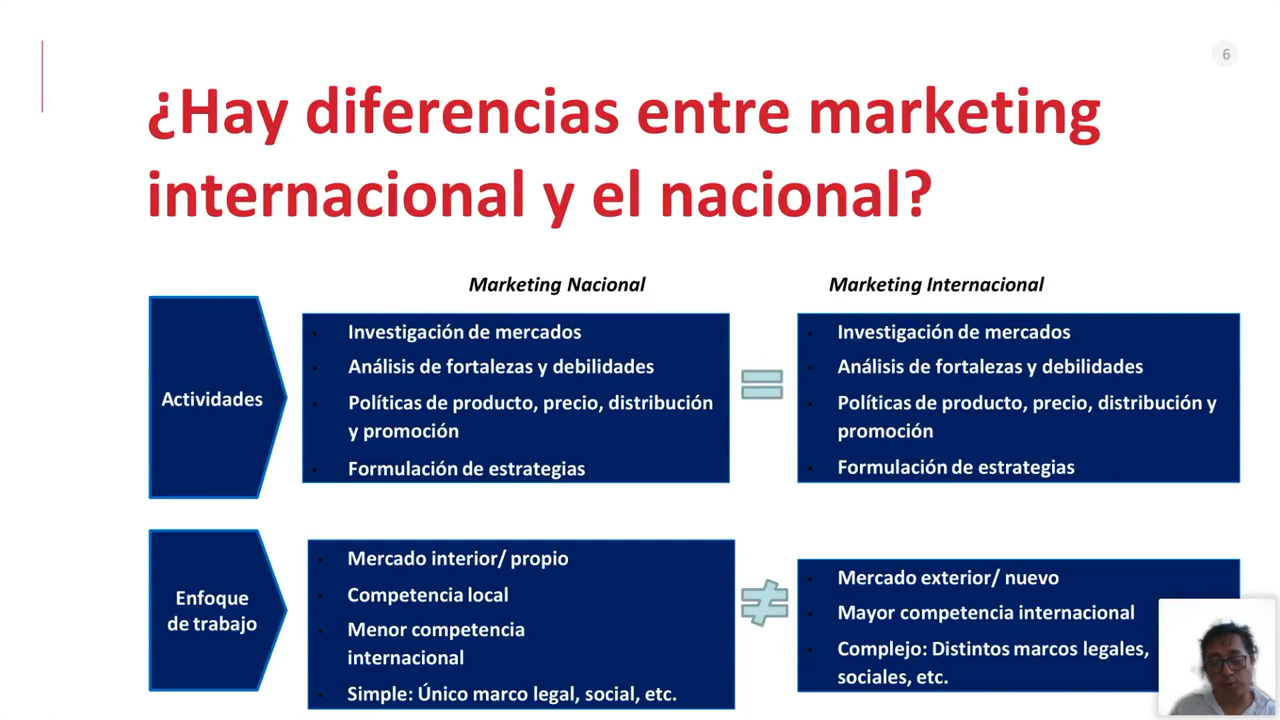 6
¿Hay diferencias entre marketing
internacional y el nacional?
Marketing Nacional
Marketing Internacional
Actividades
Investigación de mercados
Análisis de fortalezas y debilidades
Políticas de producto, precio, distribución
y promoción
Formulación de estrategias
=
Investigación de mercados
Análisis de fortalezas y debilidades
Políticas de producto, precio, distribución y
promoción
Formulación de estrategias
Enfoque
de trabajo
Mercado interior/ propio
Competencia local
Menor competencia
internacional
Simple: Único marco legal, social, etc.
≠
Mercado exterior/ nuevo
Mayor competencia internacional
Complejo: Distintos marcos legales,
sociales, etc.